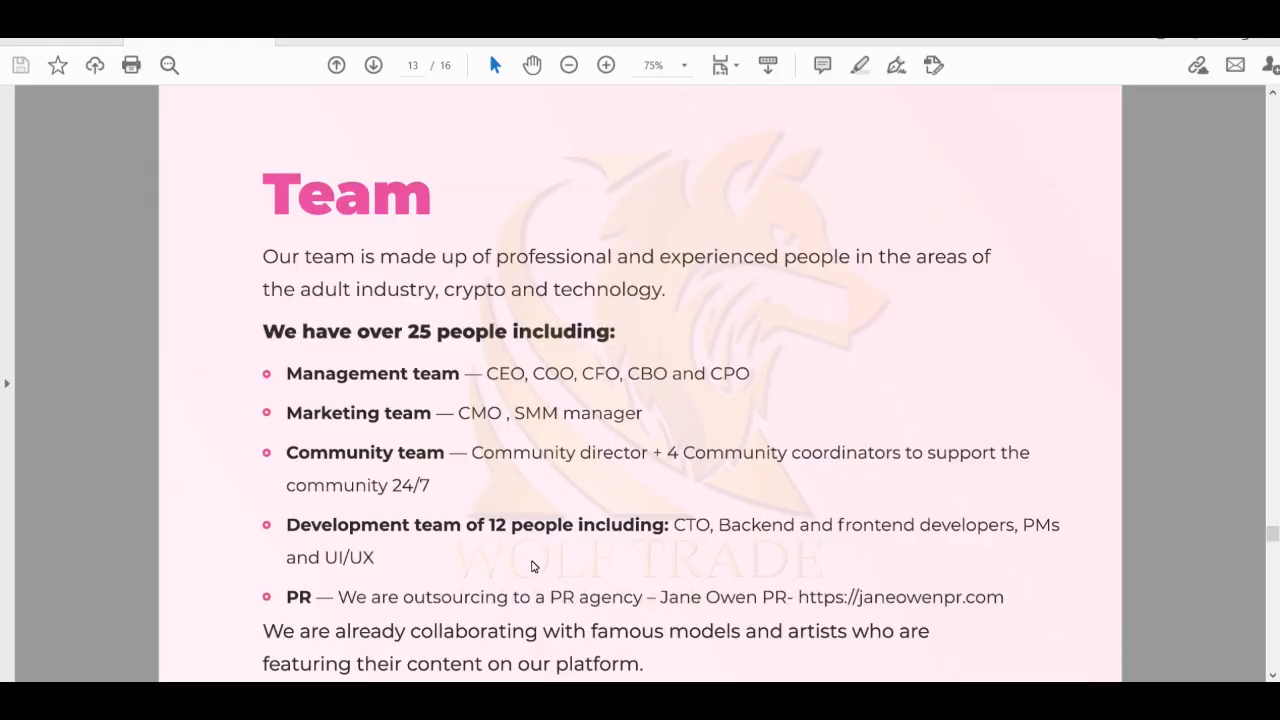 13 / 16
75%
Team
Our team is made up of professional and experienced people in the areas of
the adult industry, crypto and technology.
We have over 25 people including:
Management team — CEO, COO, CFO, CBO and CPO
Marketing team — CMO , SMM manager
Community team — Community director + 4 Community coordinators to support the
community 24/7
Development team of 12 people including: CTO, Backend and frontend developers, PMs
and UI/UX
WOLF TRADE
PR — We are outsourcing to a PR agency – Jane Owen PR- https://janeowenpr.com
We are already collaborating with famous models and artists who are
featuring their content on our platform.